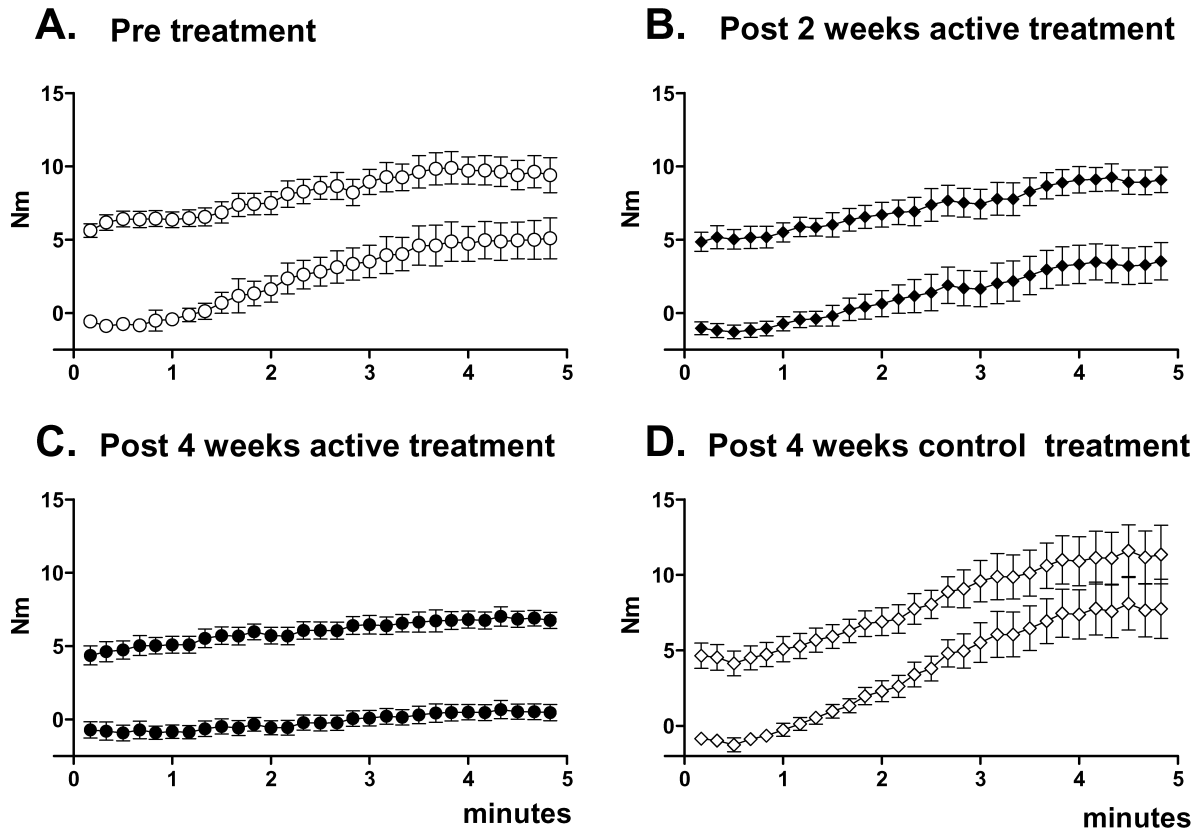 A. Pre treatment
B. Post 2 weeks active treatment
15
10
5
0
Nm
0 1 2 3 4 5
15
10
5
0
Nm
0 1 2 3 4 5
C. Post 4 weeks active treatment
D. Post 4 weeks control treatment
15
10
5
0
Nm
0 1 2 3 4 5
minutes
15
10
5
0
Nm
0 1 2 3 4 5
minutes